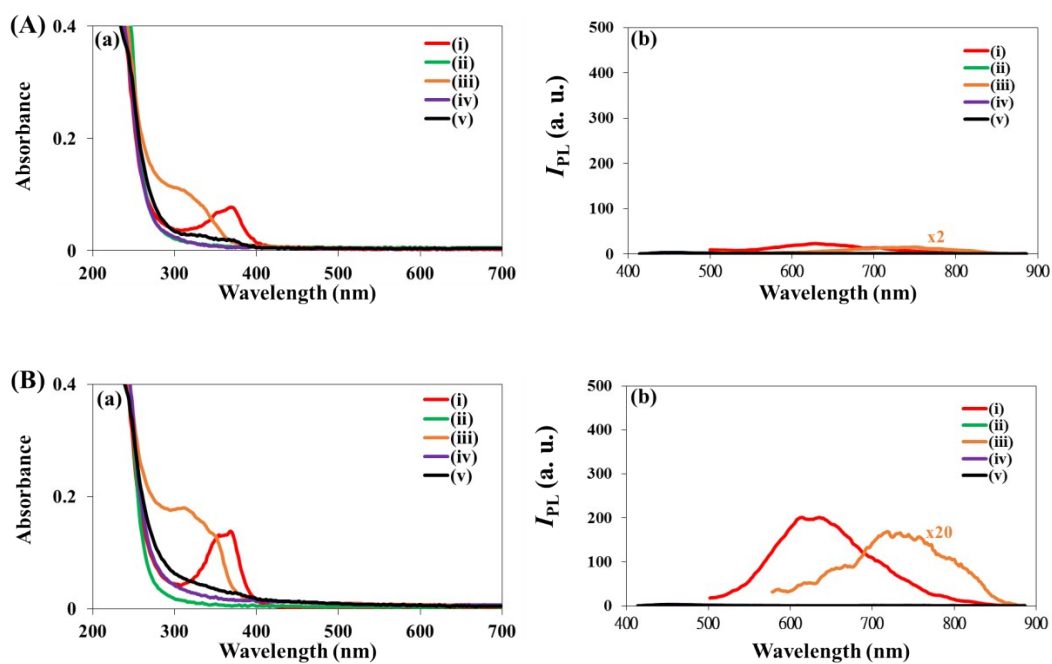 (A)
(a)
(i)
(ii)
(iii)
(iv)
(v)
0.4
0.2
0
Absorbance
200 300 400 500 600 700
Wavelength (nm)
(b)
(i)
(ii)
(iii)
(iv)
(v)
500
400
300
200
100
0
IPL (a. u.)
x2
400 500 600 700 800 900
Wavelength (nm)
(B)
(a)
(i)
(ii)
(iii)
(iv)
(v)
0.4
0.2
0
Absorbance
200 300 400 500 600 700
Wavelength (nm)
(b)
(i)
(ii)
(iii)
(iv)
(v)
500
400
300
200
100
0
IPL (a. u.)
x20
400 500 600 700 800 900
Wavelength (nm)